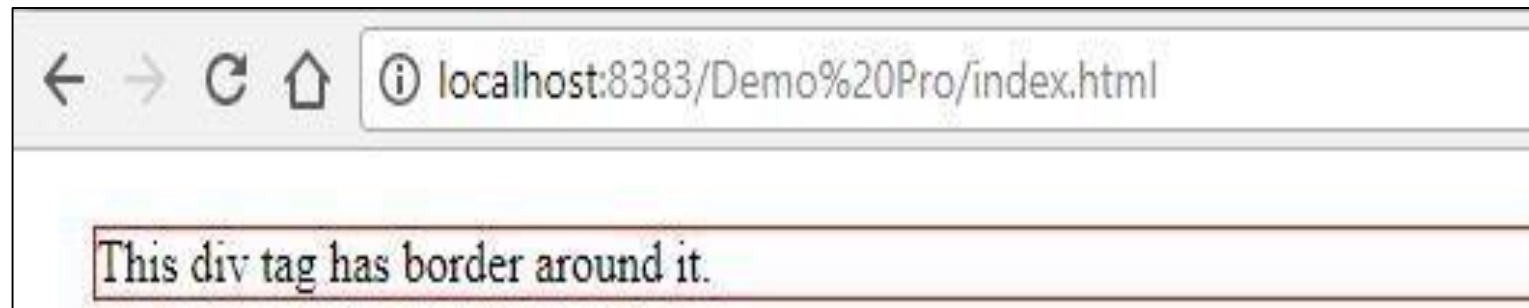 localhost:8383/Demo%20Pro/index.html
This div tag has border around it.